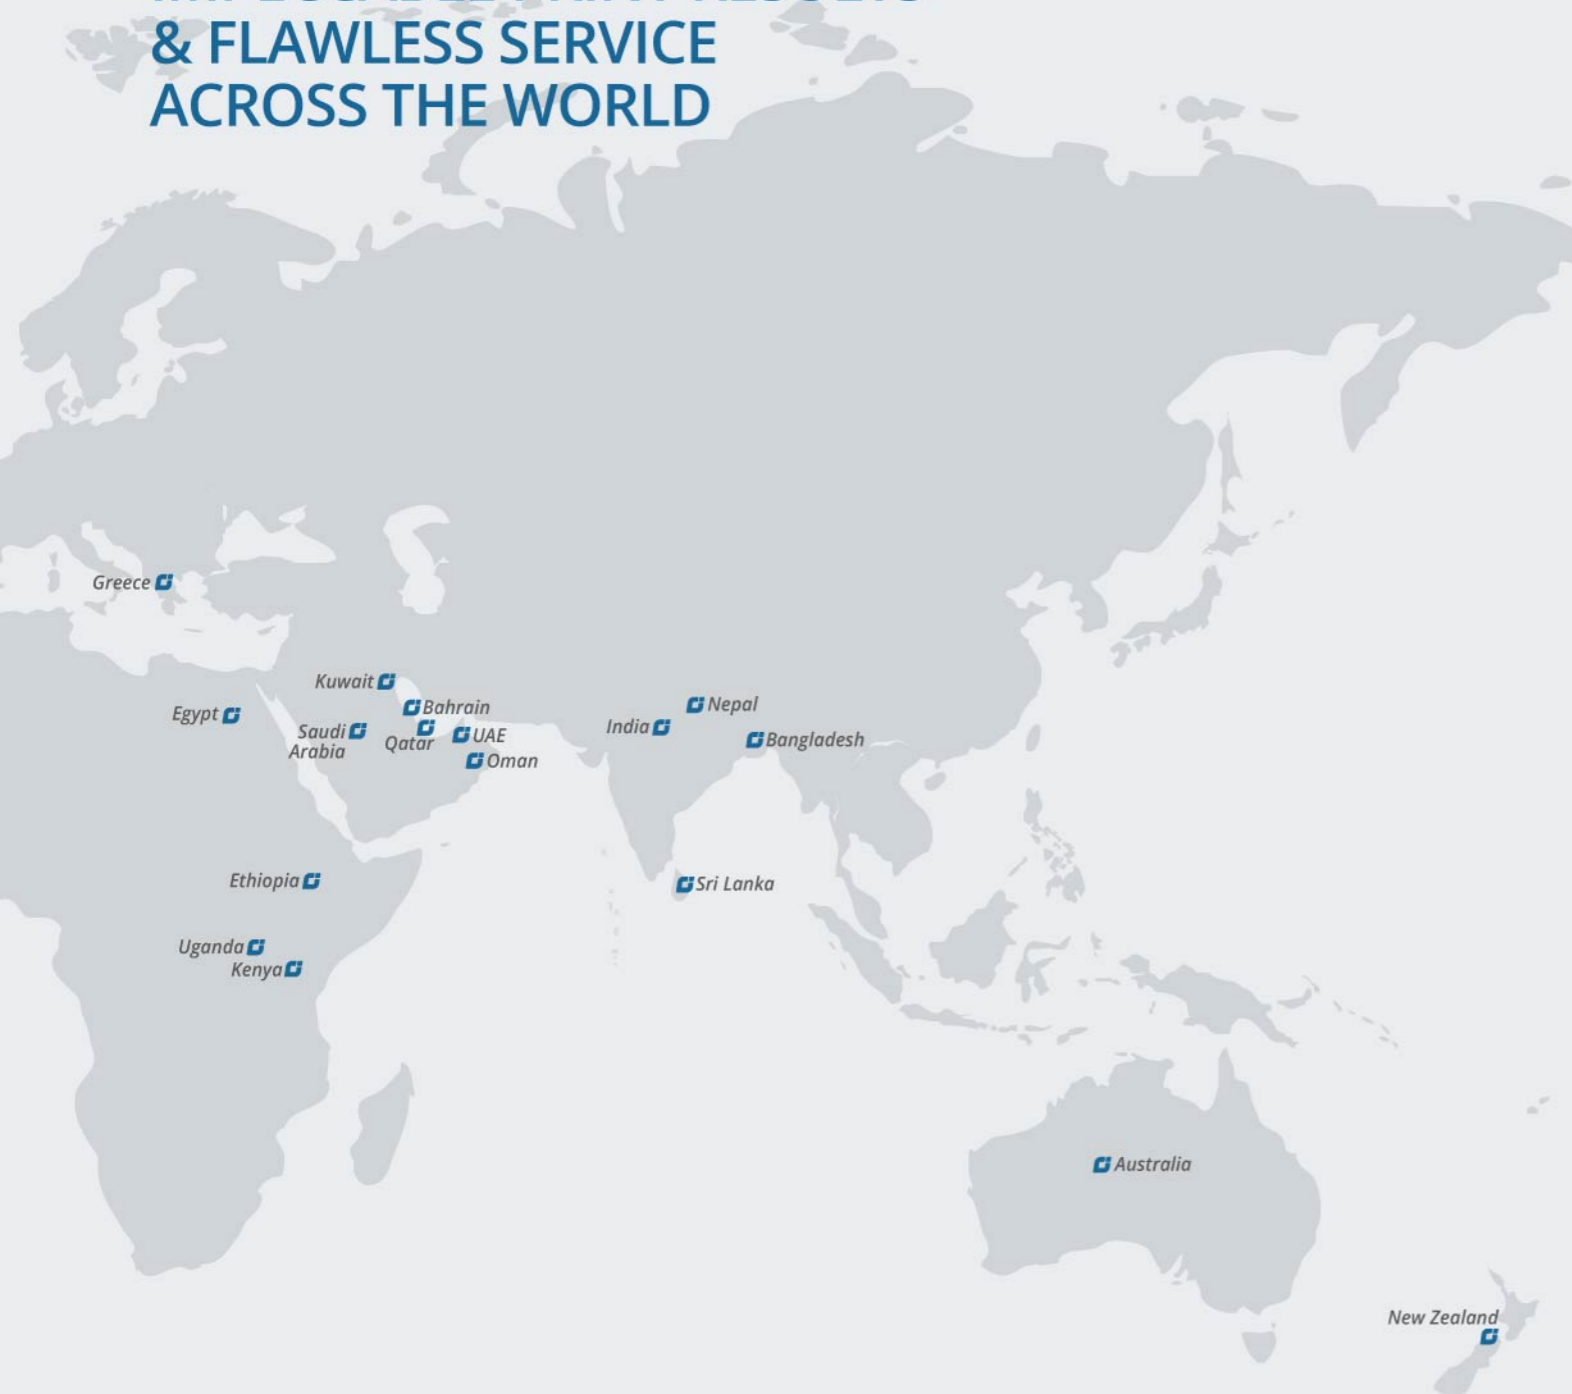 & FLAWLESS SERVICE
ACROSS THE WORLD
Greece
Kuwait
Bahrain
Egypt
Saudi
Arabia
Qatar
UAE
Oman
Nepal
India
Bangladesh
Ethiopia
Sri Lanka
Uganda
Kenya
Australia
New Zealand